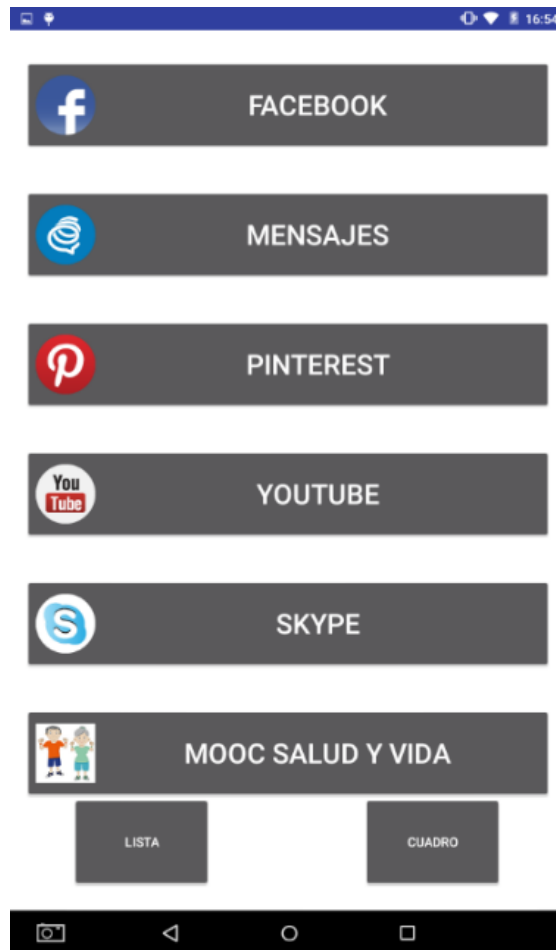 16:54
FACEBOOK
MENSAJES
PINTEREST
You
Tube
YOUTUBE
SKYPE
MOOC SALUD Y VIDA
LISTA
CUADRO